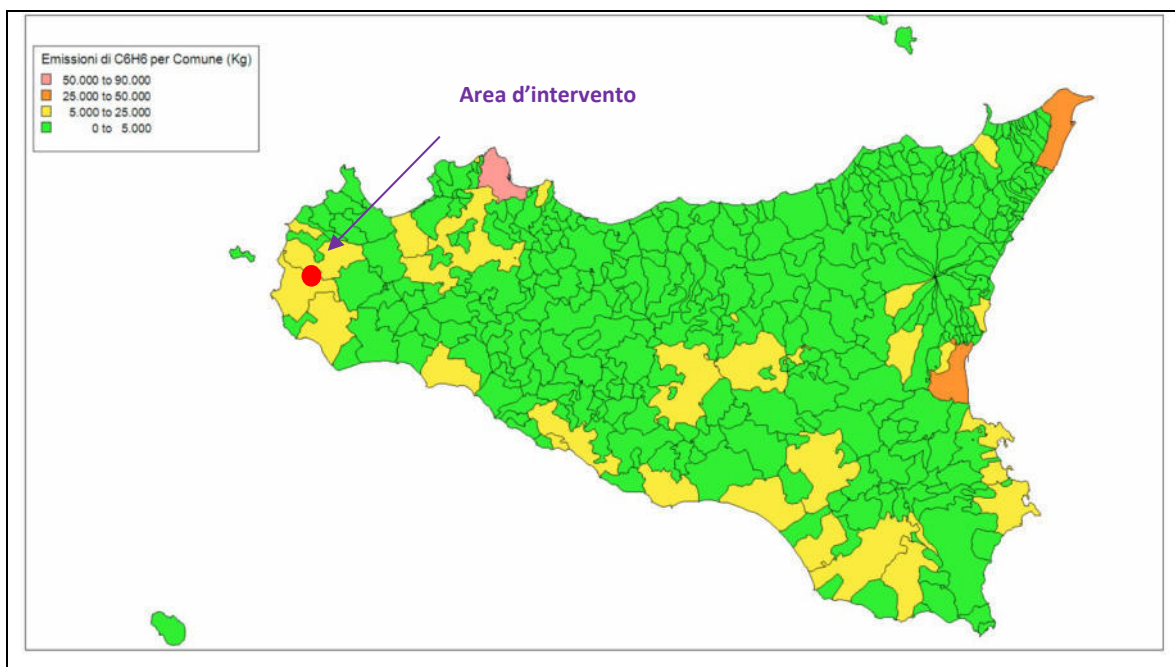 Emissioni di C6H6 per Comune (Kg)
50.000 to 90.000
25.000 to 50.000
5.000 to 25.000
0 to 5.000
Area d’intervento